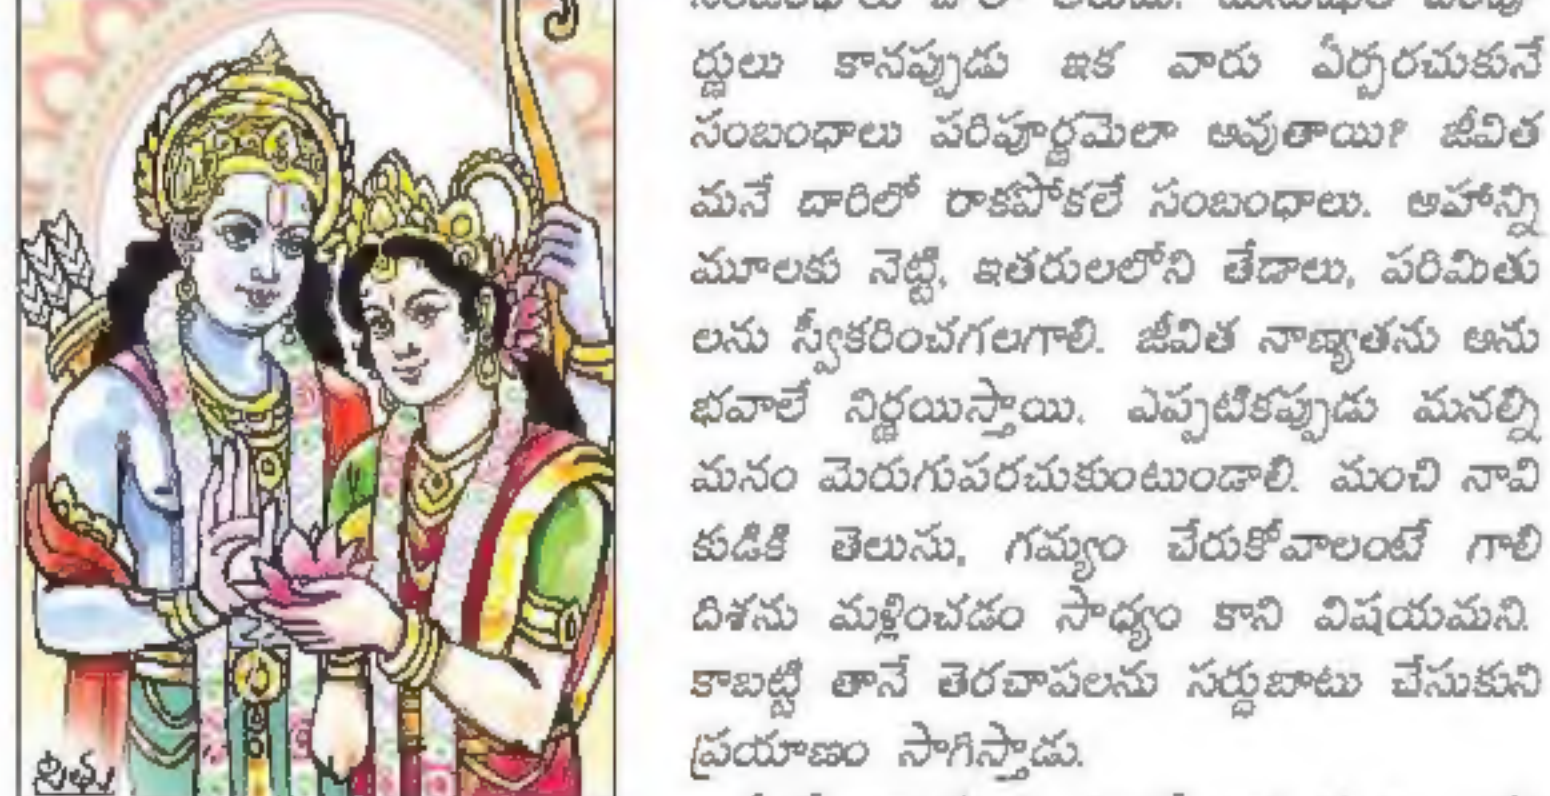 ర్ణులు కానప్పుడు ఇక వారు ఏర్పరచుకునే
సంబంధాలు పరిపూర్ణమెలా అవుతాయి? జీవిత
మనే దారిలో రాకపోకలే సంబంధాలు. అహాన్ని
మూలకు నెట్టి, ఇతరులలోని తేడాలు, పరిమితు
లను స్వీకరించగలగాలి. జీవిత నాణ్యతను అను
భవాలే నిర్ణయిస్తాయి. ఎప్పటికప్పుడు మనల్ని
మనం మెరుగుపరచుకుంటుండాలి. మంచి నావి
కుడికి తెలుసు, గమ్యం చేరుకోవాలంటే గాలి
దిశను మళ్లించడం సాధ్యం కాని విషయమని.
కాబట్టి తానే తెరచాపలను సర్దుబాటు చేసుకుని
ప్రయాణం సాగిస్తాడు.